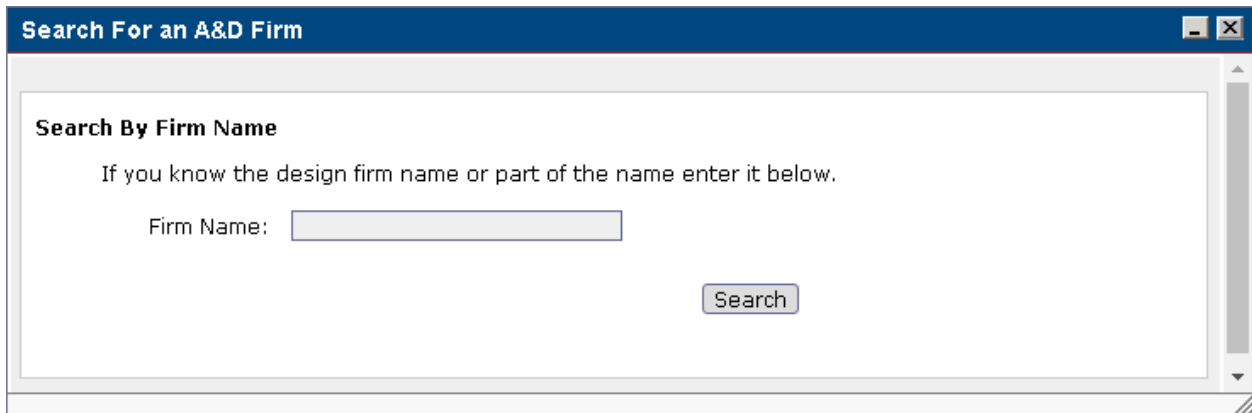 Search For an A&D Firm
Search By Firm Name
If you know the design firm name or part of the name enter it below.
Firm Name:
Search